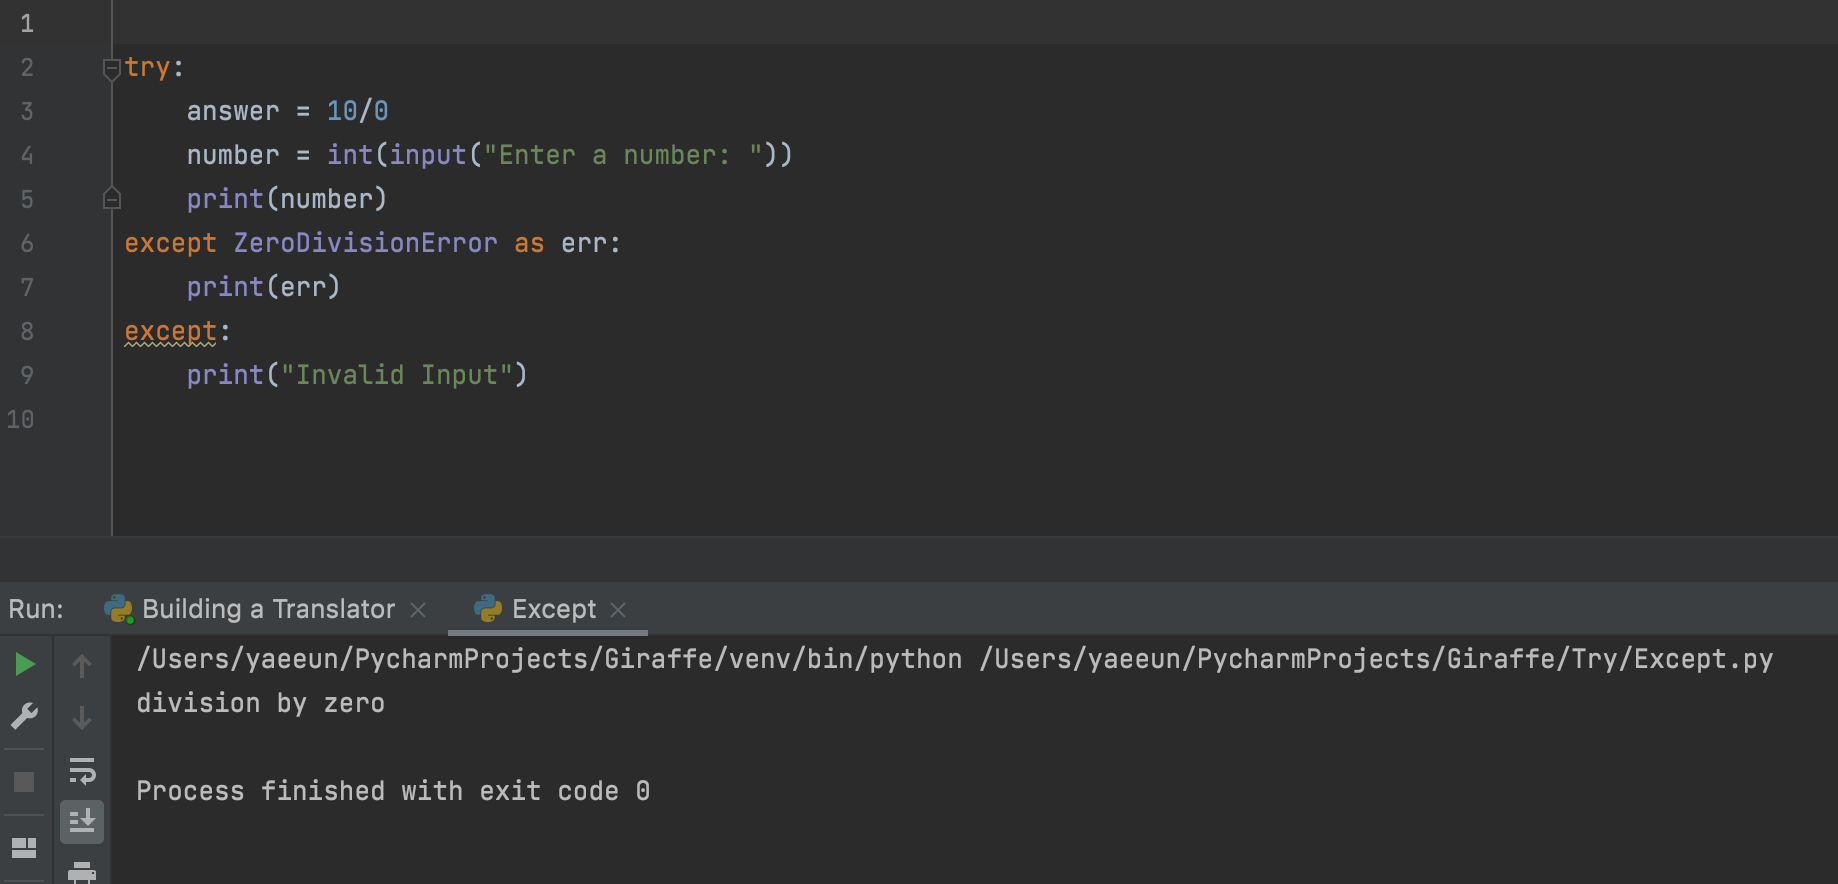 1
2 try:
3     answer = 10/0
4     number = int(input("Enter a number: "))
5     print(number)
6 except ZeroDivisionError as err:
7     print(err)
8 except:
9     print("Invalid Input")
10
Run: Building a Translator × Except ×
/Users/yaeeun/PycharmProjects/Giraffe/venv/bin/python /Users/yaeeun/PycharmProjects/Giraffe/Try/Except.py
division by zero
Process finished with exit code 0